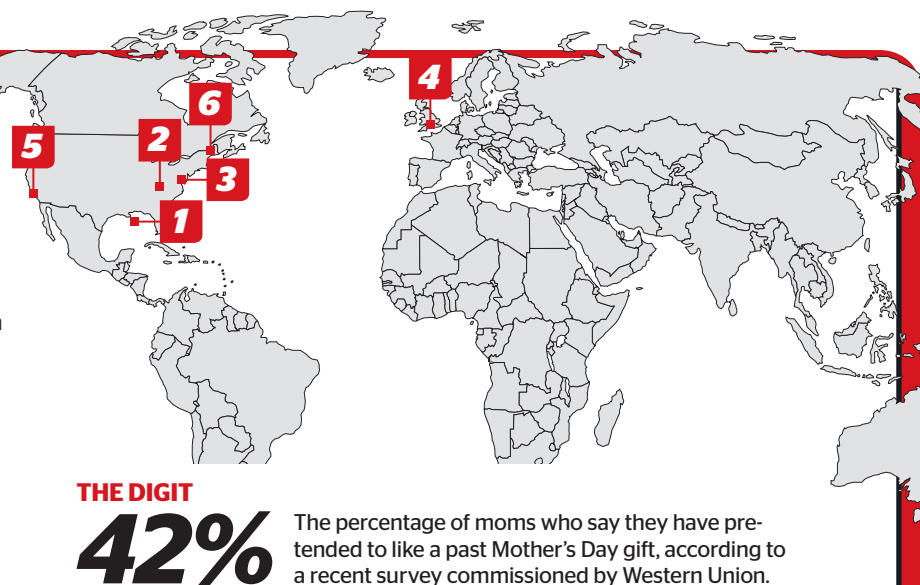 4
6
5
2
3
1
THE DIGIT
42%
The percentage of moms who say they have pre-
tended to like a past Mother's Day gift, according to
a recent survey commissioned by Western Union.